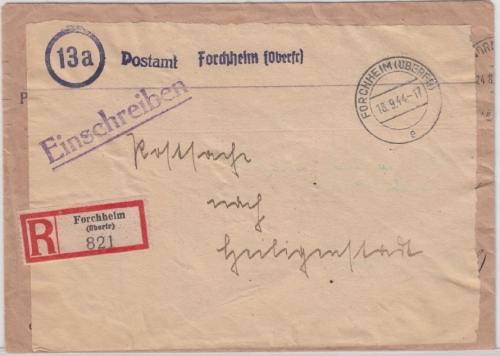 13a Postamt Forchheim (Oberfr)
FORCHHEIM (OBERFR)
18.9.44.-17
e
Einschreiben
Postsache
nach
Heiligenstadt
R Forchheim
(Oberfr)
821